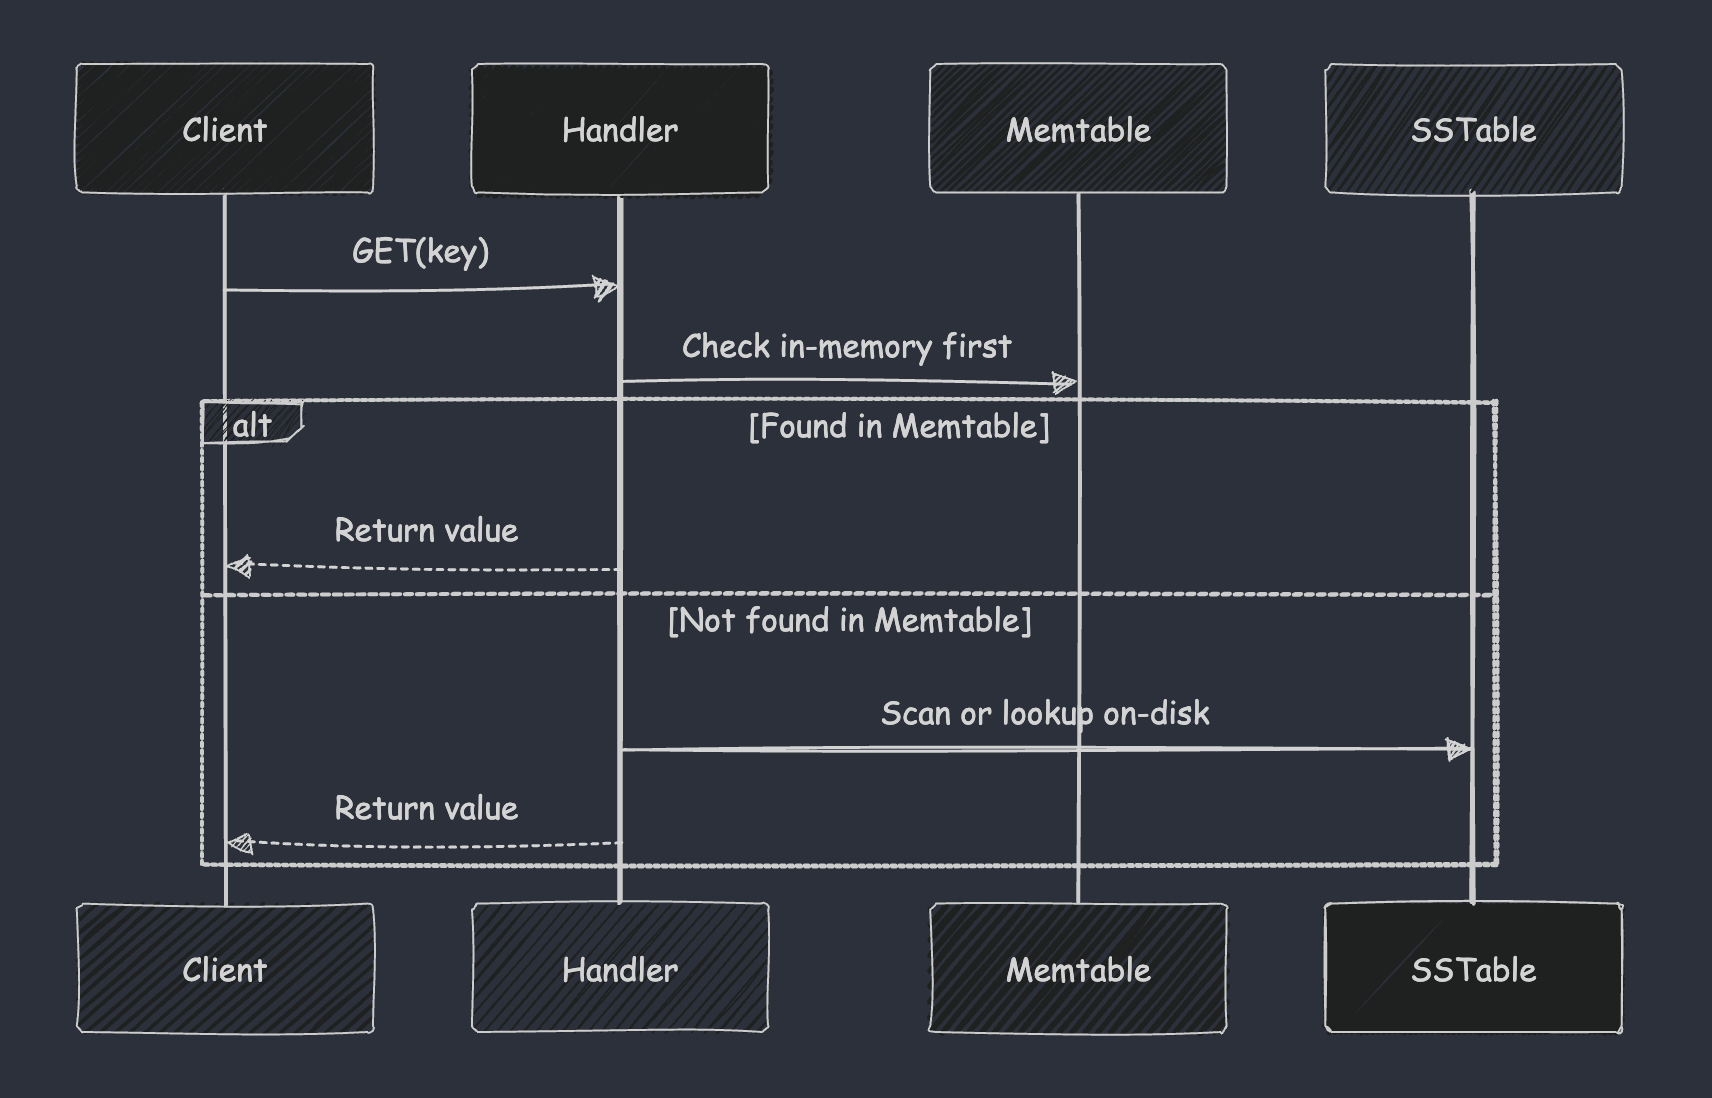 Client
Handler
Memtable
SSTable
GET(key)
Check in-memory first
alt
[Found in Memtable]
Return value
[Not found in Memtable]
Scan or lookup on-disk
Return value
Client
Handler
Memtable
SSTable